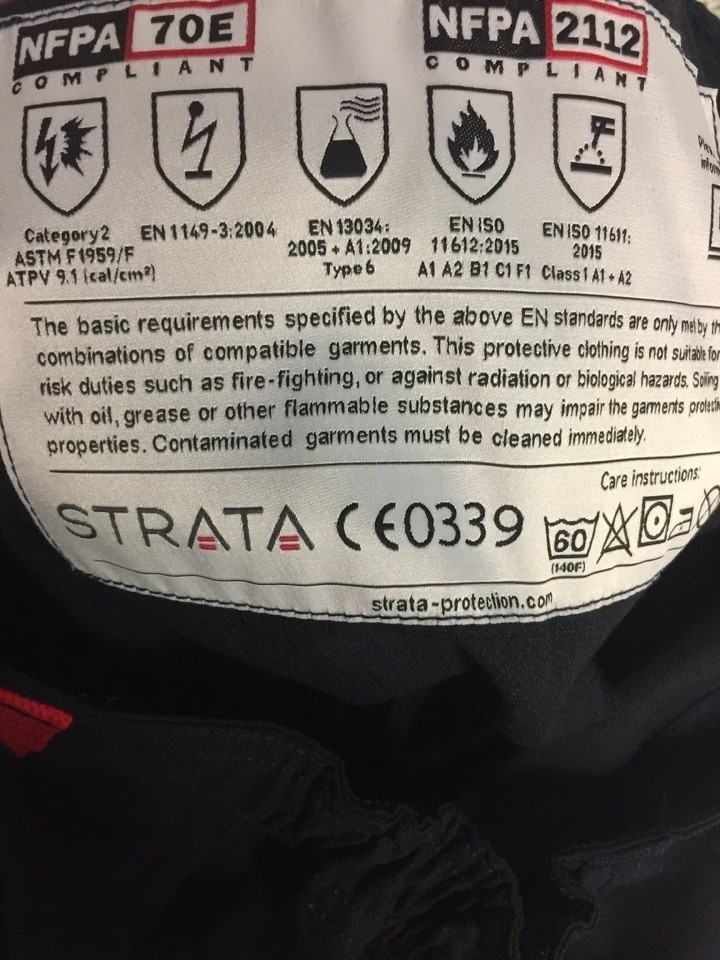 NFPA 70E
COMPLIANT
NFPA 2112
COMPLIANT
Category 2
ASTM F1959/F
ATPV 9.1 (cal/cm²)
EN 1149-3:2004
EN 13034:
2005 + A1:2009
Type 6
EN ISO
11612:2015
A1 A2 B1 C1 F1
EN ISO 11611:
2015
Class 1 A1 + A2
The basic requirements specified by the above EN standards are only met by
combinations of compatible garments. This protective clothing is not suitable for
risk duties such as fire-fighting, or against radiation or biological hazards. Soiling
with oil, grease or other flammable substances may impair the garments
properties. Contaminated garments must be cleaned immediately.
Care instructions:
STRATA CE0339
60
(140F)
strata-protection.com